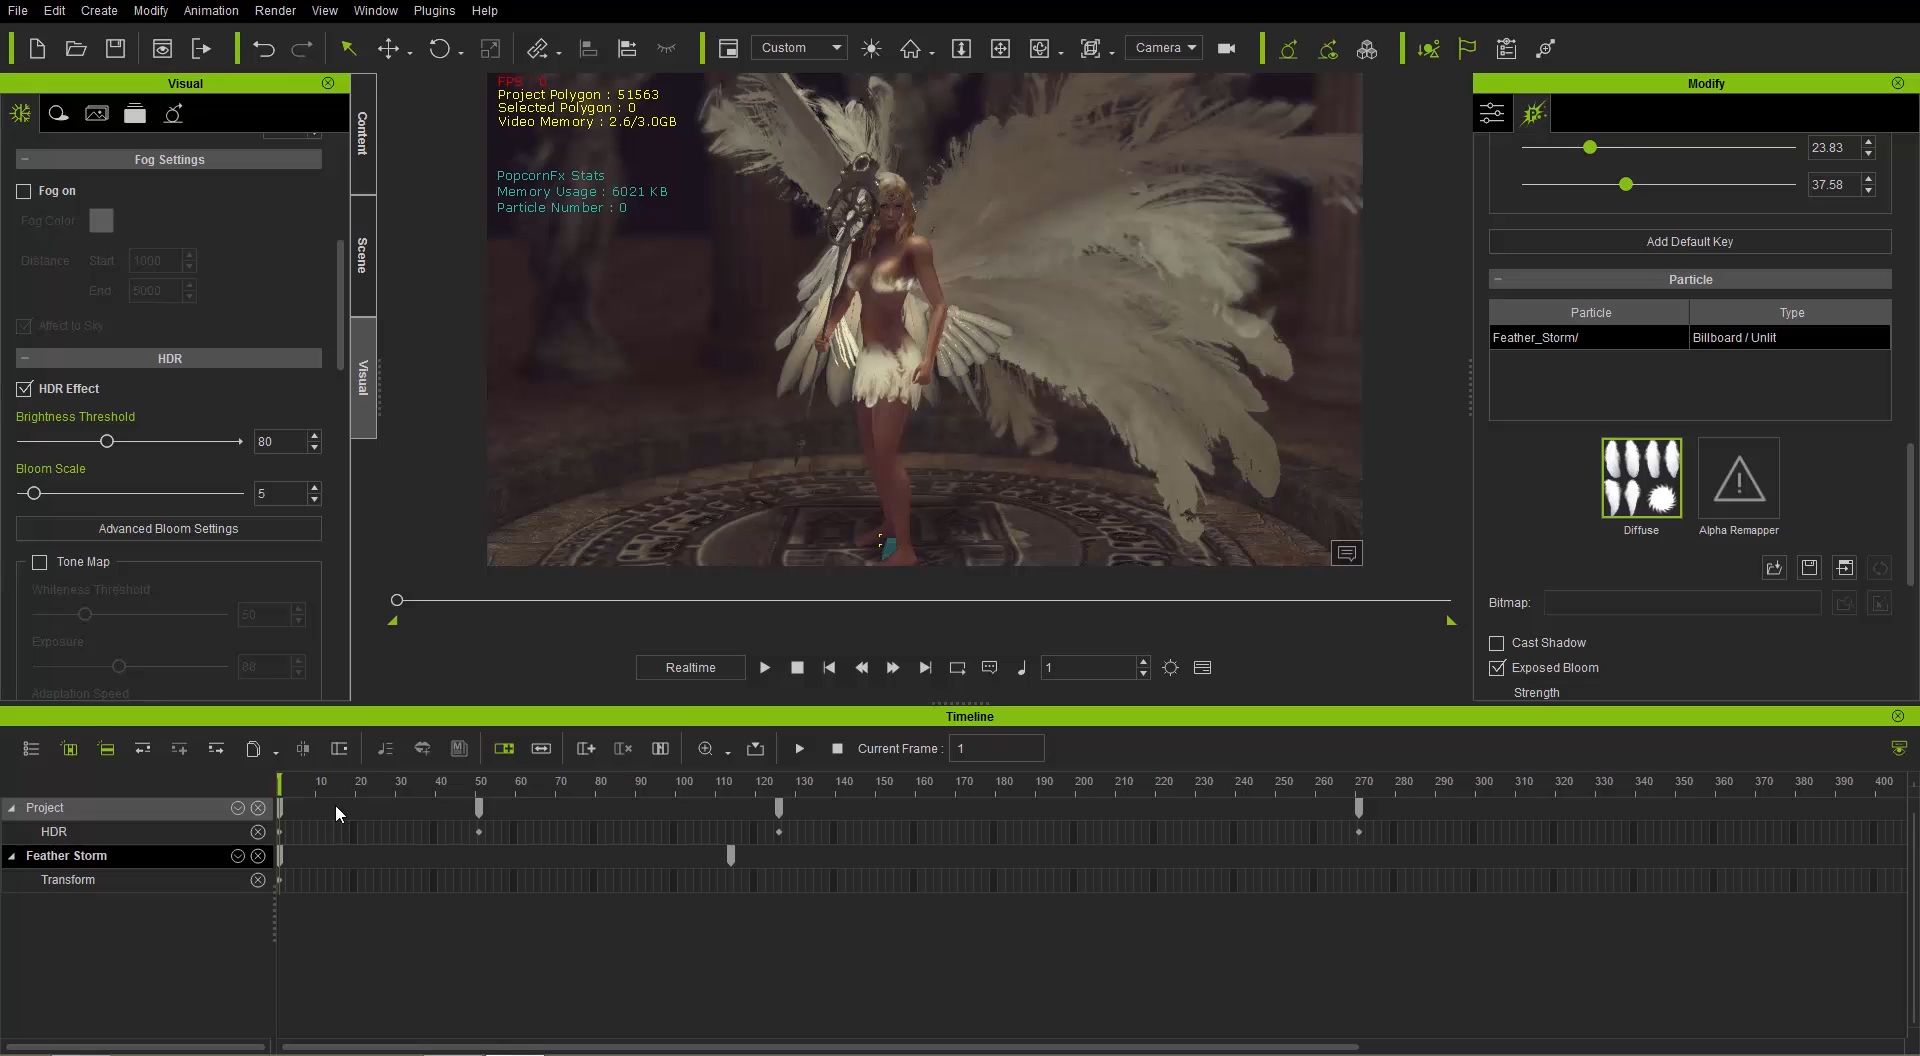 File Edit Create Modify Animation Render View Window Plugins Help
Custom
Camera
Visual
Modify
Content
Scene
Visual
Fog Settings
Fog on
Fog Color
Distance Start 1000
End 5000
Affect to Sky
HDR
HDR Effect
Brightness Threshold
80
Bloom Scale
5
Advanced Bloom Settings
Tone Map
Whiteness Threshold
50
Exposure
88
Adaptation Speed
FPS : 0
Project Polygon : 51563
Selected Polygon : 0
Video Memory : 2.6/3.0GB
PopcornFx Stats
Memory Usage : 6021 KB
Particle Number : 0
23.83
37.58
Add Default Key
Particle
Particle Type
Feather_Storm/ Billboard / Unlit
Diffuse Alpha Remapper
Bitmap:
Cast Shadow
Exposed Bloom
Strength
Realtime
1
Timeline
Current Frame : 1
10 20 30 40 50 60 70 80 90 100 110 120 130 140 150 160 170 180 190 200 210 220 230 240 250 260 270 280 290 300 310 320 330 340 350 360 370 380 390 400
Project
HDR
Feather Storm
Transform